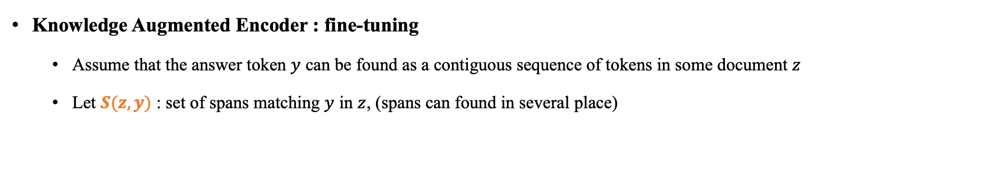 • Knowledge Augmented Encoder : fine-tuning
• Assume that the answer token y can be found as a contiguous sequence of tokens in some document z
• Let S(z, y) : set of spans matching y in z, (spans can found in several place)